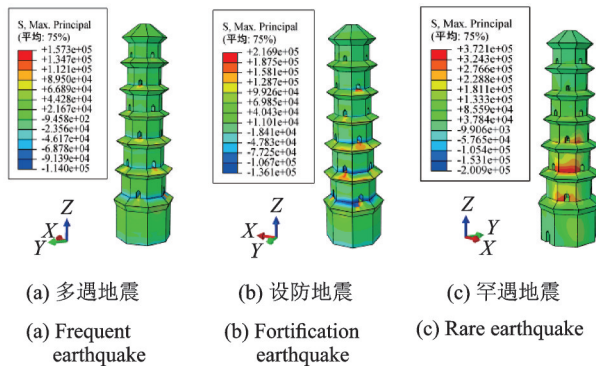 S, Max. Principal
(平均: 75%)
+1.573e+05
+1.347e+05
+1.121e+05
+8.950e+04
+6.689e+04
+4.428e+04
+2.167e+04
-9.458e+02
-2.356e+04
-4.617e+04
-6.878e+04
-9.139e+04
-1.140e+05
Z
X
Y
(a) 多遇地震
(a) Frequent
earthquake
S, Max. Principal
(平均: 75%)
+2.169e+05
+1.875e+05
+1.581e+05
+1.287e+05
+9.926e+04
+6.985e+04
+4.043e+04
+1.101e+04
-1.841e+04
-4.783e+04
-7.725e+04
-1.067e+05
-1.361e+05
Z
X
Y
(b) 设防地震
(b) Fortification
earthquake
S, Max. Principal
(平均: 75%)
+3.721e+05
+3.243e+05
+2.766e+05
+2.288e+05
+1.811e+05
+1.333e+05
+8.559e+04
+3.784e+04
-9.906e+03
-5.765e+04
-1.054e+05
-1.531e+05
-2.009e+05
Z
Y
X
(c) 罕遇地震
(c) Rare earthquake